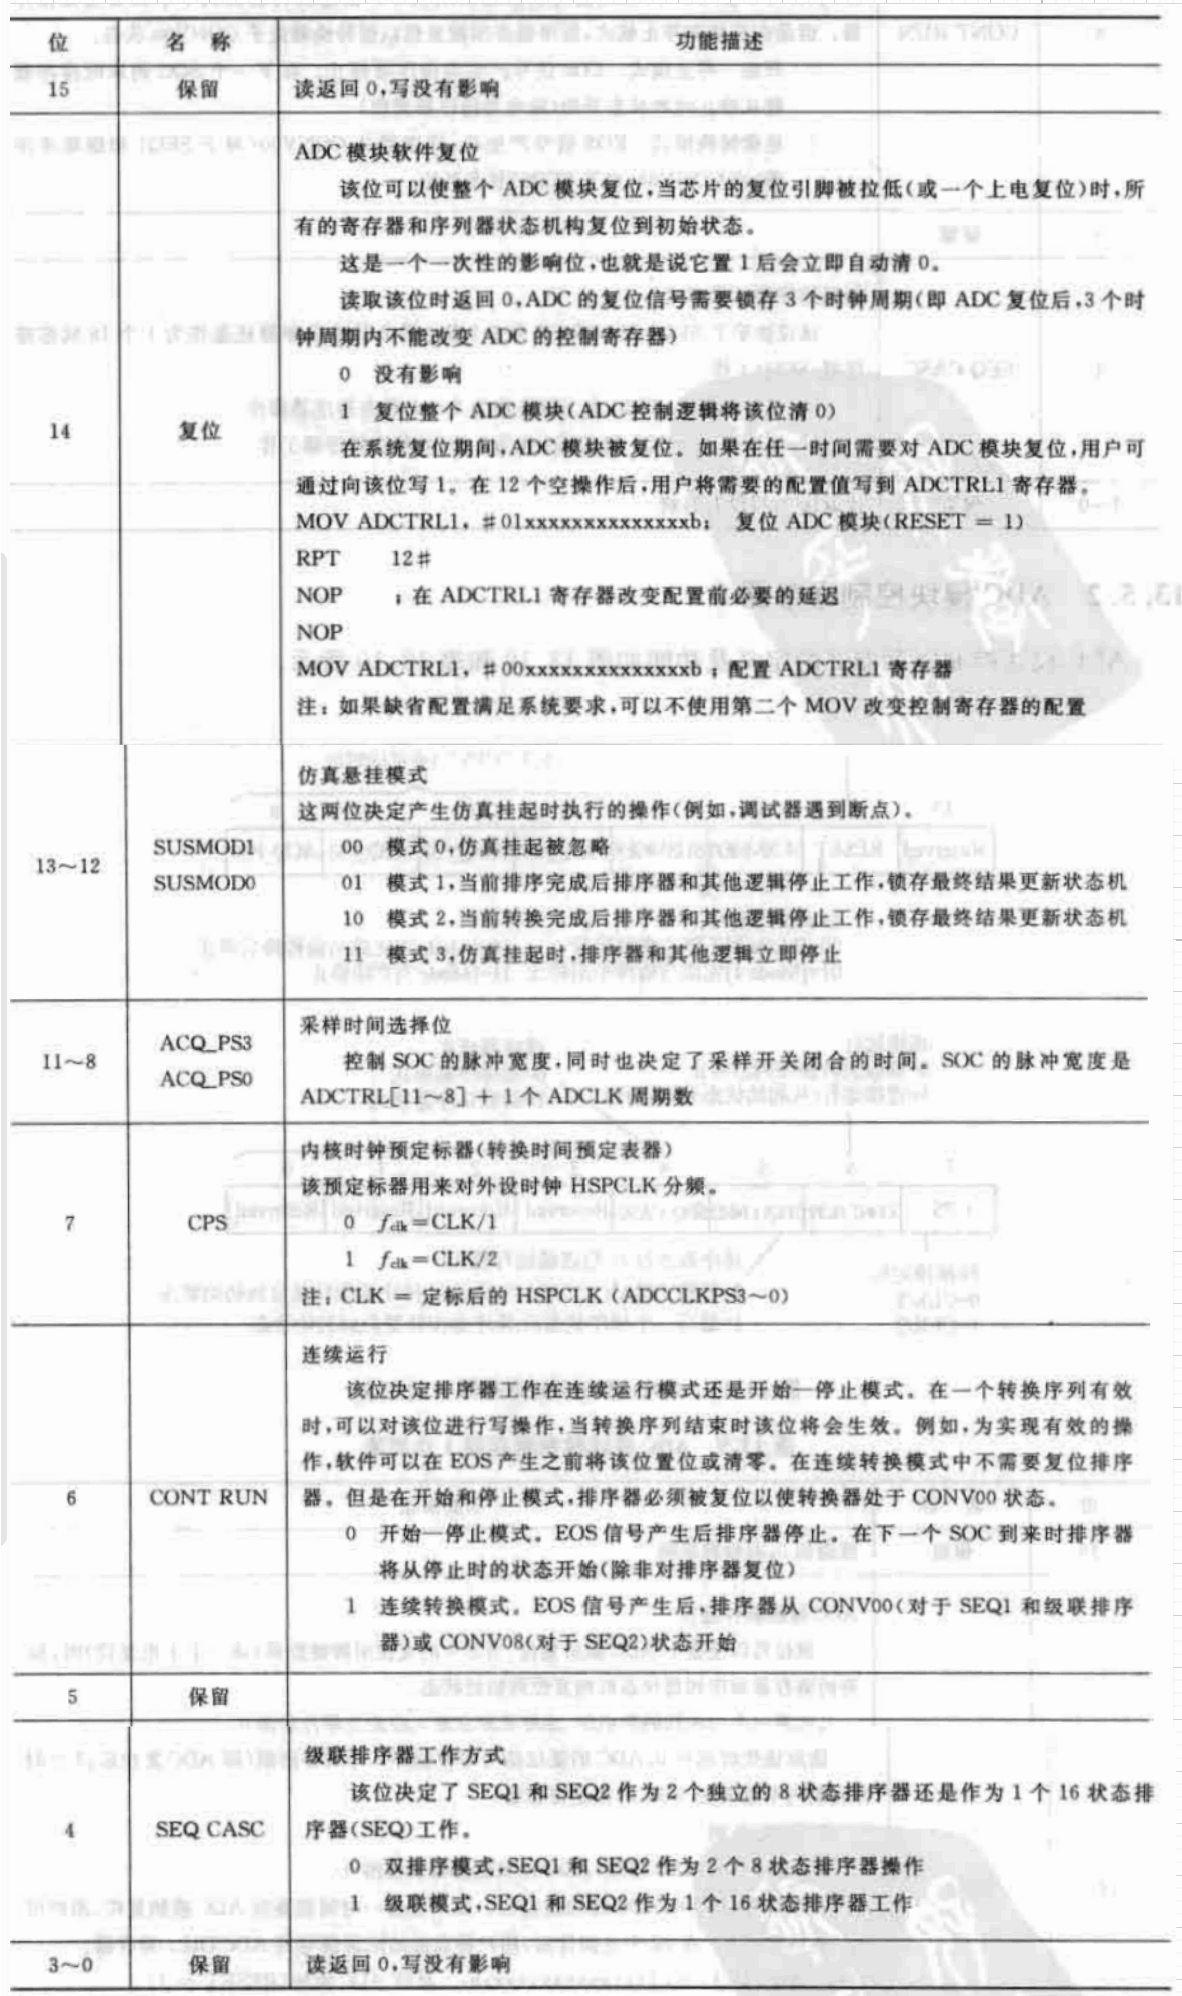 位 名 称 功能描述
15 保留 读返回 0,写没有影响
ADC 模块软件复位
该位可以使整个 ADC 模块复位,当芯片的复位引脚被拉低(或一个上电复位)时,所
有的寄存器和序列器状态机构复位到初始状态。
这是一个一次性的影响位,也就是说它置 1 后会立即自动清 0。
读取该位时返回 0,ADC 的复位信号需要锁存 3 个时钟周期(即 ADC 复位后,3 个时
钟周期内不能改变 ADC 的控制寄存器)
0 没有影响
1 复位整个 ADC 模块(ADC 控制逻辑将该位清 0)
14 复位
在系统复位期间,ADC 模块被复位。如果在任一时间需要对 ADC 模块复位,用户可
通过向该位写 1。在 12 个空操作后,用户将需要的配置值写到 ADCTRL1 寄存器。
MOV ADCTRL1, #01xxxxxxxxxxxxxxb; 复位 ADC 模块(RESET = 1)
RPT 12#
NOP ;在 ADCTRL1 寄存器改变配置前必要的延迟
NOP
MOV ADCTRL1, #00xxxxxxxxxxxxxxb ;配置 ADCTRL1 寄存器
注:如果缺省配置满足系统要求,可以不使用第二个 MOV 改变控制寄存器的配置
仿真悬挂模式
这两位决定产生仿真挂起时执行的操作(例如,调试器遇到断点)。
13~12 SUSMOD1 00 模式 0,仿真挂起被忽略
SUSMOD0 01 模式 1,当前排序完成后排序器和其他逻辑停止工作,锁存最终结果更新状态机
10 模式 2,当前转换完成后排序器和其他逻辑停止工作,锁存最终结果更新状态机
11 模式 3,仿真挂起时,排序器和其他逻辑立即停止
采样时间选择位
11~8 ACQ_PS3 控制 SOC 的脉冲宽度,同时也决定了采样开关闭合的时间。SOC 的脉冲宽度是
ACQ_PS0 ADCTRL[11~8] + 1 个 ADCLK 周期数
内核时钟预定标器(转换时间预定表器)
该预定标器用来对外设时钟 HSPCLK 分频。
7 CPS 0 fclk=CLK/1
1 fclk=CLK/2
注:CLK = 定标后的 HSPCLK (ADCCLKPS3~0)
连续运行
该位决定排序器工作在连续运行模式还是开始—停止模式。在一个转换序列有效
时,可以对该位进行写操作,当转换序列结束时该位将会生效。例如,为实现有效的操
作,软件可以在 EOS 产生之前将该位置位或清零。在连续转换模式中不需要复位排序
6 CONT RUN 器。但是在开始和停止模式,排序器必须被复位以使转换器处于 CONV00 状态。
0 开始—停止模式。EOS 信号产生后排序器停止。在下一个 SOC 到来时排序器
将从停止时的状态开始(除非对排序器复位)
1 连续转换模式。EOS 信号产生后,排序器从 CONV00(对于 SEQ1 和级联排序
器)或 CONV08(对于 SEQ2)状态开始
5 保留
级联排序器工作方式
该位决定了 SEQ1 和 SEQ2 作为 2 个独立的 8 状态排序器还是作为 1 个 16 状态排
4 SEQ CASC 序器(SEQ)工作。
0 双排序模式,SEQ1 和 SEQ2 作为 2 个 8 状态排序器操作
1 级联模式,SEQ1 和 SEQ2 作为 1 个 16 状态排序器工作
3~0 保留 读返回 0,写没有影响